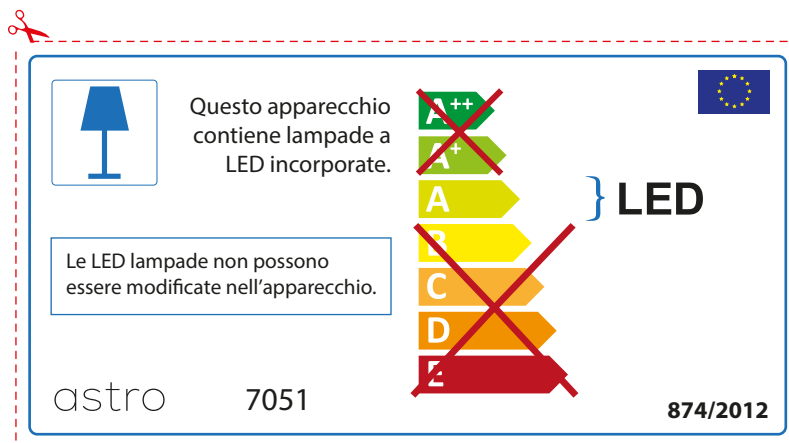 Questo apparecchio
contiene lampade a
LED incorporate.
Le LED lampade non possono
essere modificate nell'apparecchio.
A++
A+
A
B
C
D
E
LED
astro
7051
874/2012